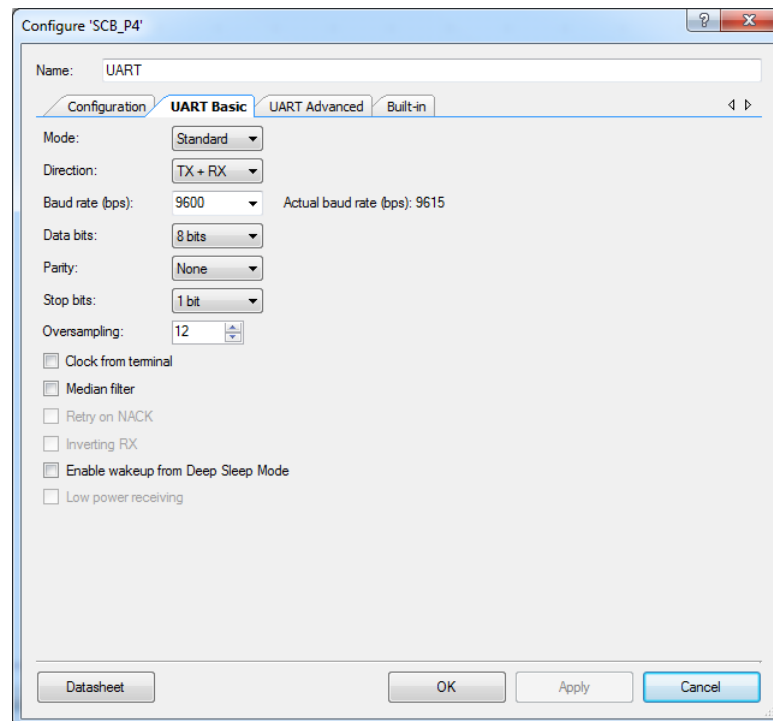 Configure 'SCB_P4'
Name: UART
Configuration UART Basic UART Advanced Built-in
Mode: Standard
Direction: TX + RX
Baud rate (bps): 9600 Actual baud rate (bps): 9615
Data bits: 8 bits
Parity: None
Stop bits: 1 bit
Oversampling: 12
Clock from terminal
Median filter
Retry on NACK
Inverting RX
Enable wakeup from Deep Sleep Mode
Low power receiving
Datasheet OK Apply Cancel